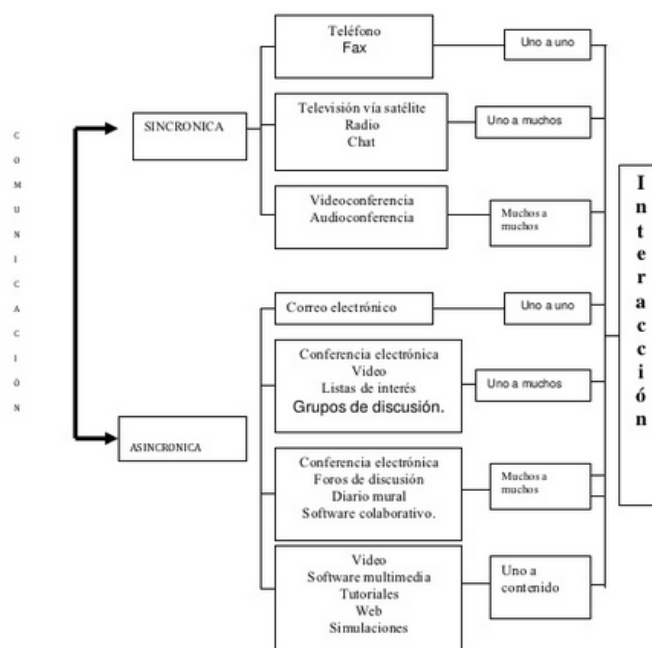 COMUNICACIÓN
SINCRONICA
Teléfono
Fax
Uno a uno
Televisión vía satélite
Radio
Chat
Uno a muchos
Videoconferencia
Audioconferencia
Muchos a
muchos
ASINCRONICA
Correo electrónico
Uno a uno
Conferencia electrónica
Video
Listas de interés
Grupos de discusión.
Uno a muchos
Conferencia electrónica
Foros de discusión
Diario mural
Software colaborativo.
Muchos a
muchos
Video
Software multimedia
Tutoriales
Web
Simulaciones
Uno a
contenido
Interacción